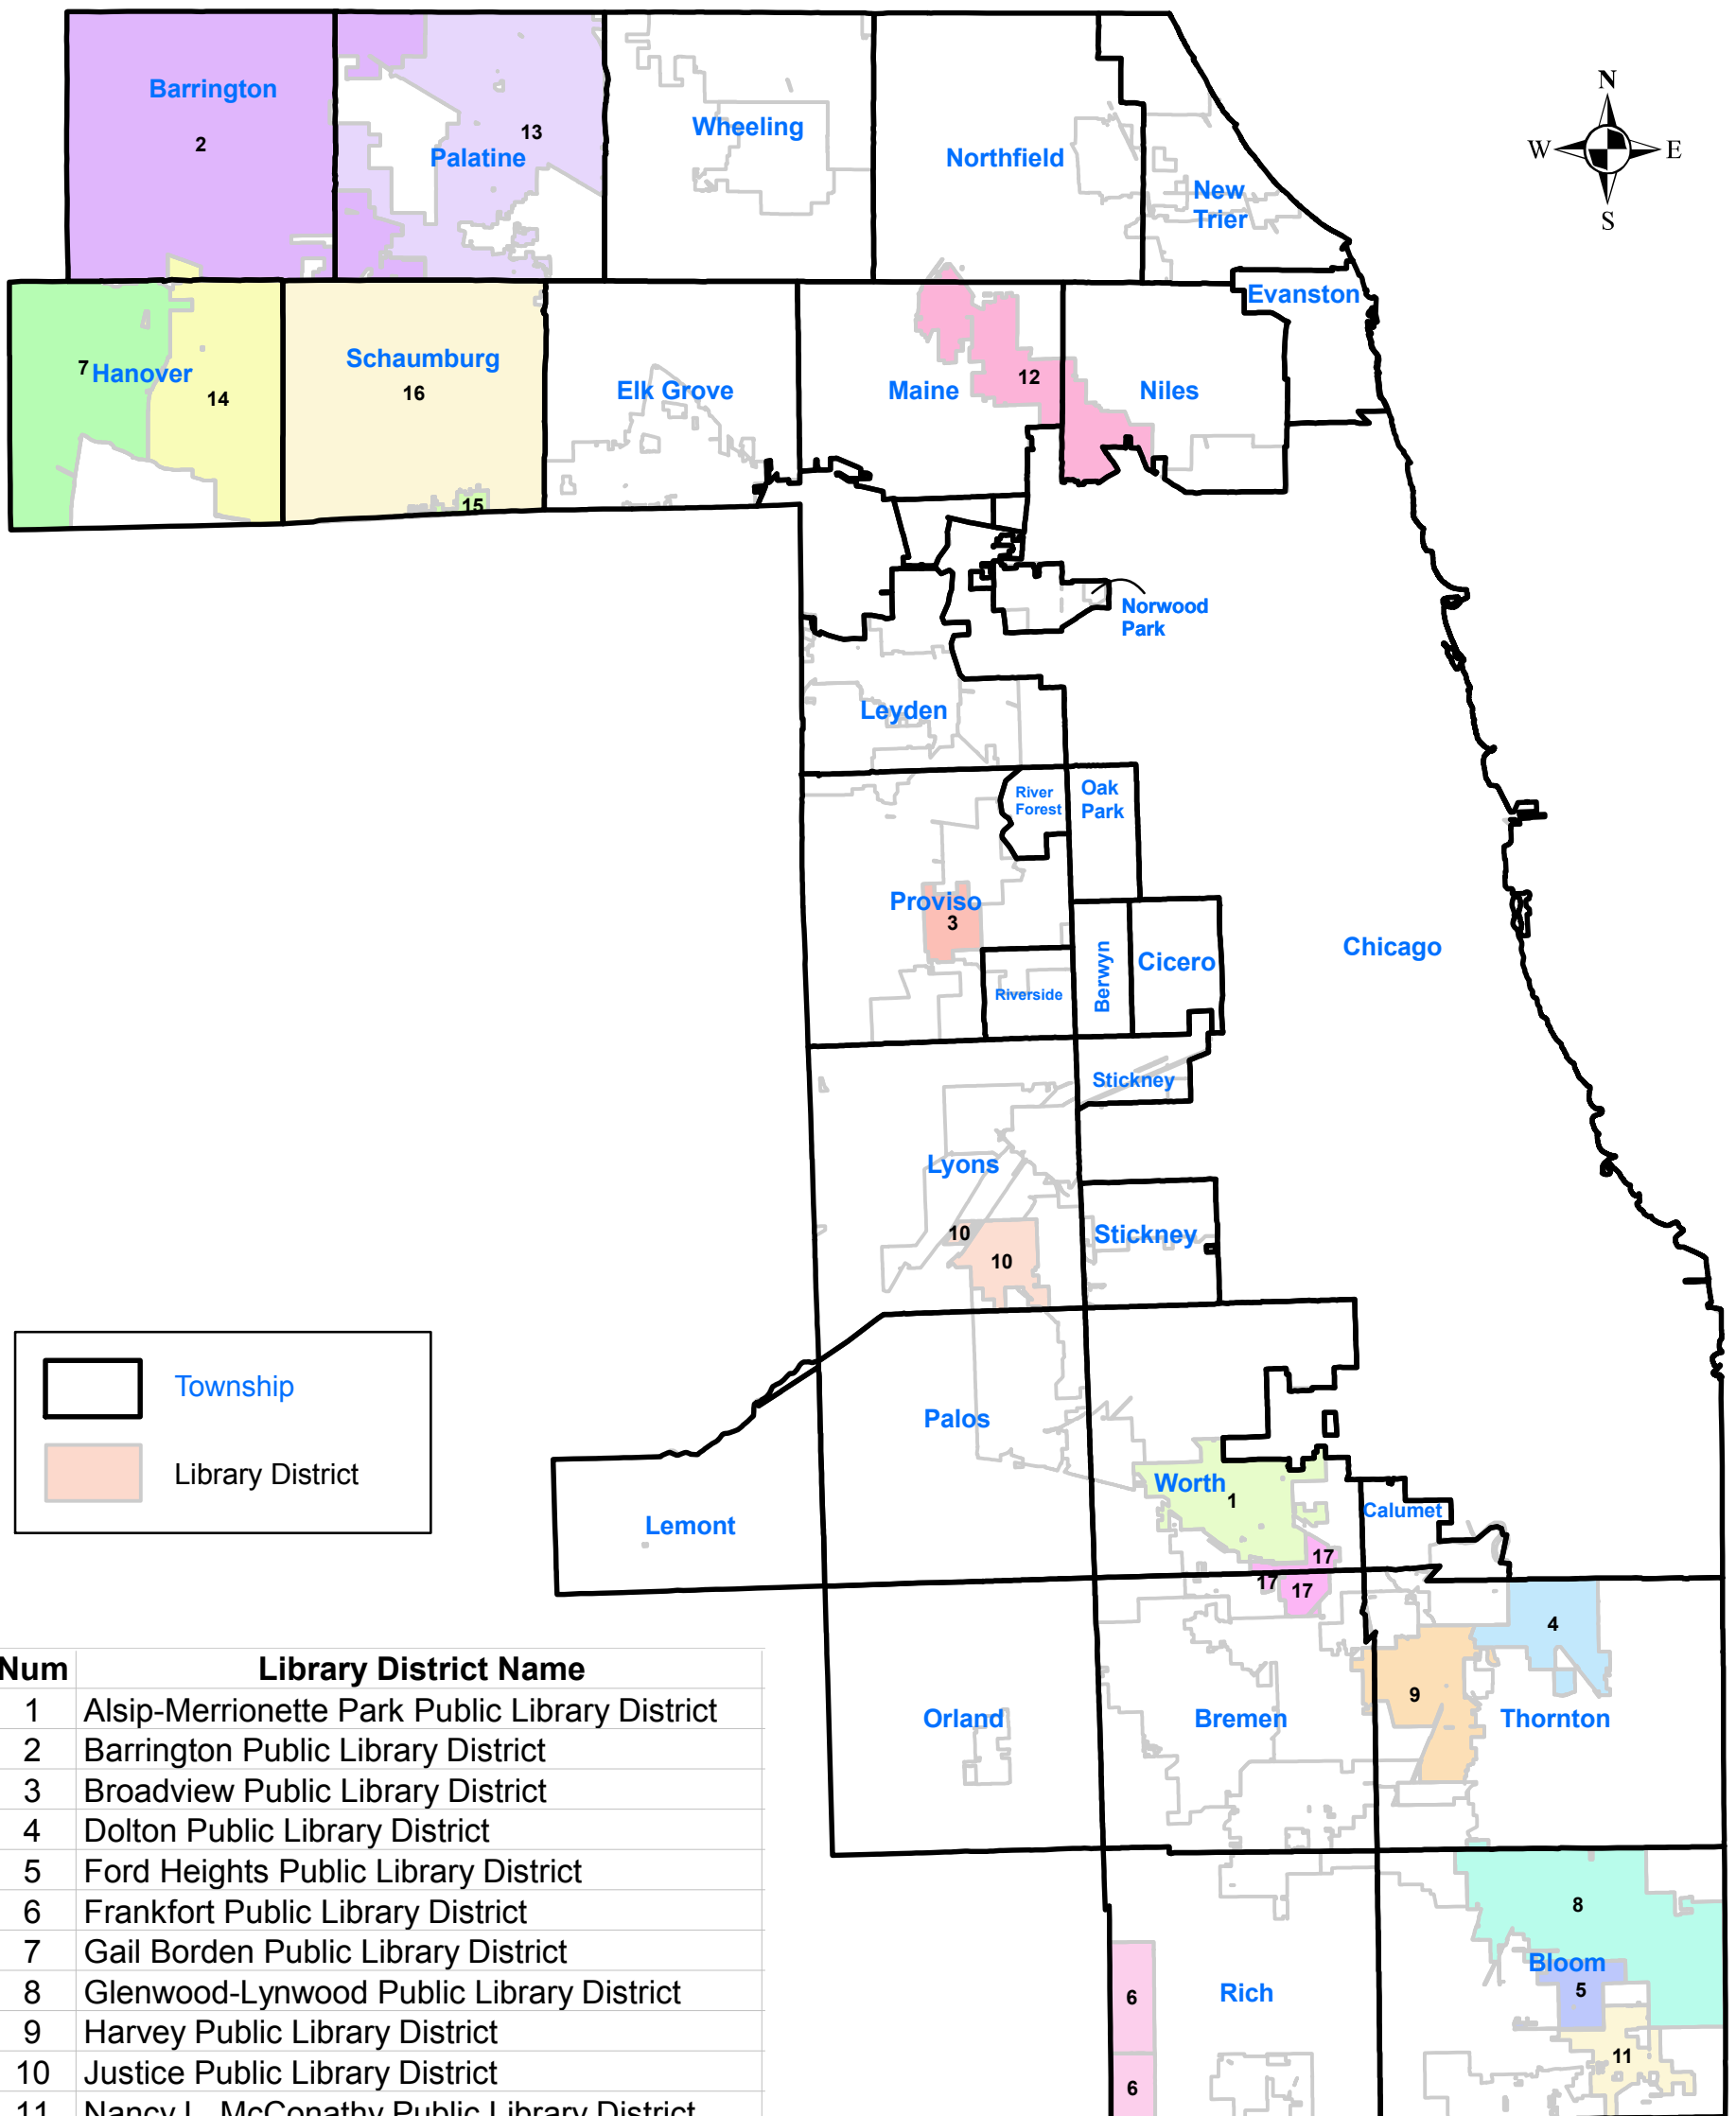 N
W E
S
Barrington
2
13
Palatine
Wheeling
Northfield
New
Trier
Evanston
7 Hanover
14
Schaumburg
16
15
Elk Grove
Maine
12
Niles
Norwood
Park
Leyden
River
Forest
Oak
Park
Proviso
3
Riverside
Berwyn
Cicero
Chicago
Stickney
Lyons
10
10
Stickney
Township
Library District
Palos
Worth
1
Calumet
Lemont
17
17
17
4
9
Orland
Bremen
Thornton
8
Bloom
5
6
Rich
11
6
Num Library District Name
1 Alsip-Merrionette Park Public Library District
2 Barrington Public Library District
3 Broadview Public Library District
4 Dolton Public Library District
5 Ford Heights Public Library District
6 Frankfort Public Library District
7 Gail Borden Public Library District
8 Glenwood-Lynwood Public Library District
9 Harvey Public Library District
10 Justice Public Library District
11 Nancy L. McConathy Public Library District